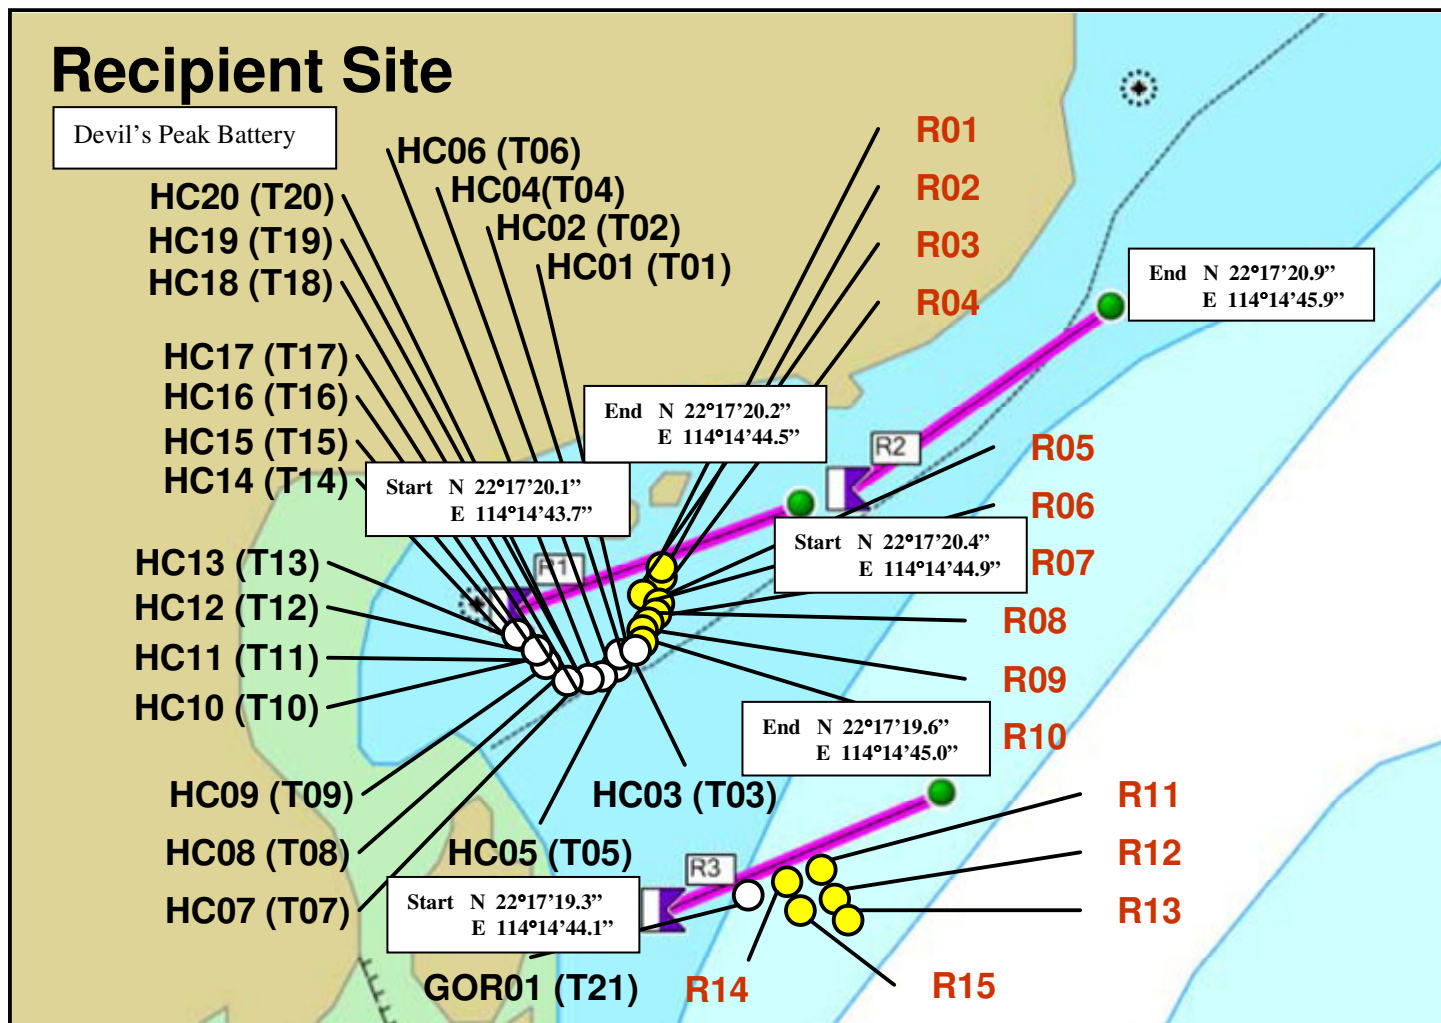 Recipient Site
Devil’s Peak Battery
HC06 (T06)
HC04(T04)
HC02 (T02)
HC01 (T01)
HC20 (T20)
HC19 (T19)
HC18 (T18)
HC17 (T17)
HC16 (T16)
HC15 (T15)
HC14 (T14)
HC13 (T13)
HC12 (T12)
HC11 (T11)
HC10 (T10)
HC09 (T09)
HC08 (T08)
HC07 (T07)
HC05 (T05)
HC03 (T03)
GOR01 (T21)
R01
R02
R03
R04
R05
R06
R07
R08
R09
R10
R11
R12
R13
R14
R15
End N 22°17’20.9”
E 114°14’45.9”
End N 22°17’20.2”
E 114°14’44.5”
Start N 22°17’20.1”
E 114°14’43.7”
Start N 22°17’20.4”
E 114°14’44.9”
End N 22°17’19.6”
E 114°14’45.0”
Start N 22°17’19.3”
E 114°14’44.1”
R1
R2
R3